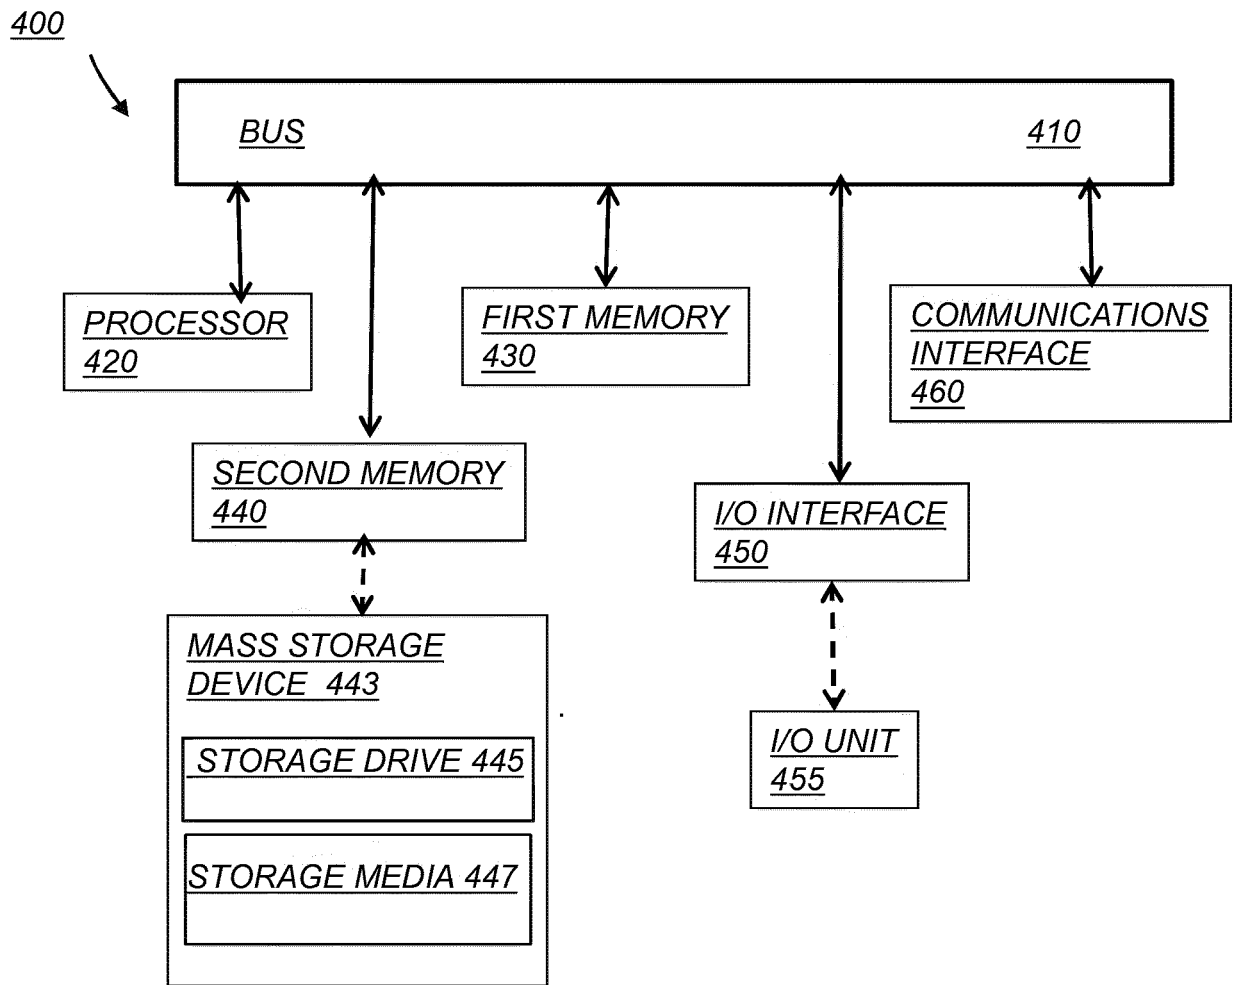 400
BUS 410
PROCESSOR
420
FIRST MEMORY
430
COMMUNICATIONS
INTERFACE
460
SECOND MEMORY
440
I/O INTERFACE
450
MASS STORAGE
DEVICE 443
STORAGE DRIVE 445
STORAGE MEDIA 447
I/O UNIT
455